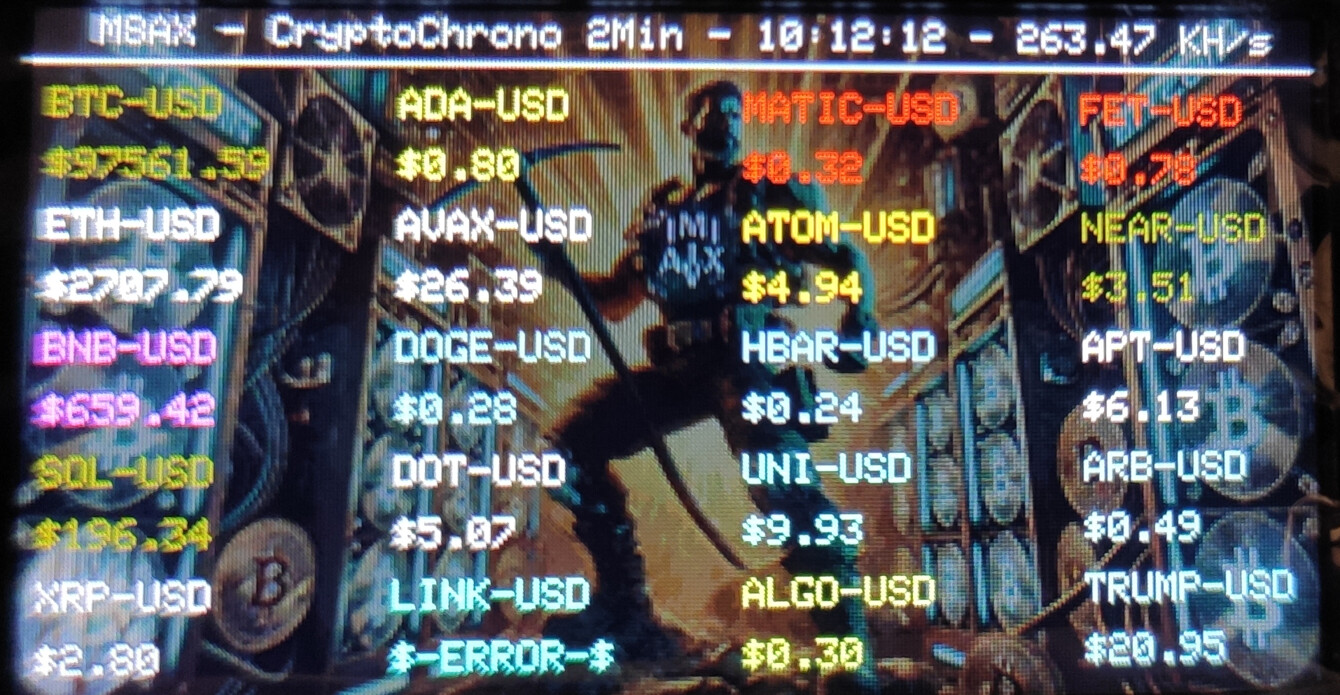 MSAX - CryptoChrono 2Min - 10:12:12 - 263.47 KH/s
BTC-USD
$97561.59
ETH-USD
$2707.79
BNB-USD
$659.42
SOL-USD
$196.34
XRP-USD
$2.80
ADA-USD
$0.80
AVAX-USD
$26.39
DOGE-USD
$0.28
DOT-USD
$5.07
LINK-USD
$-ERROR-$
MATIC-USD
$0.32
ATOM-USD
$4.94
HBAR-USD
$0.24
UNI-USD
$9.93
ALGO-USD
$0.30
FET-USD
$0.78
NEAR-USD
$3.51
APT-USD
$6.13
ARB-USD
$0.49
TRUMP-USD
$20.95